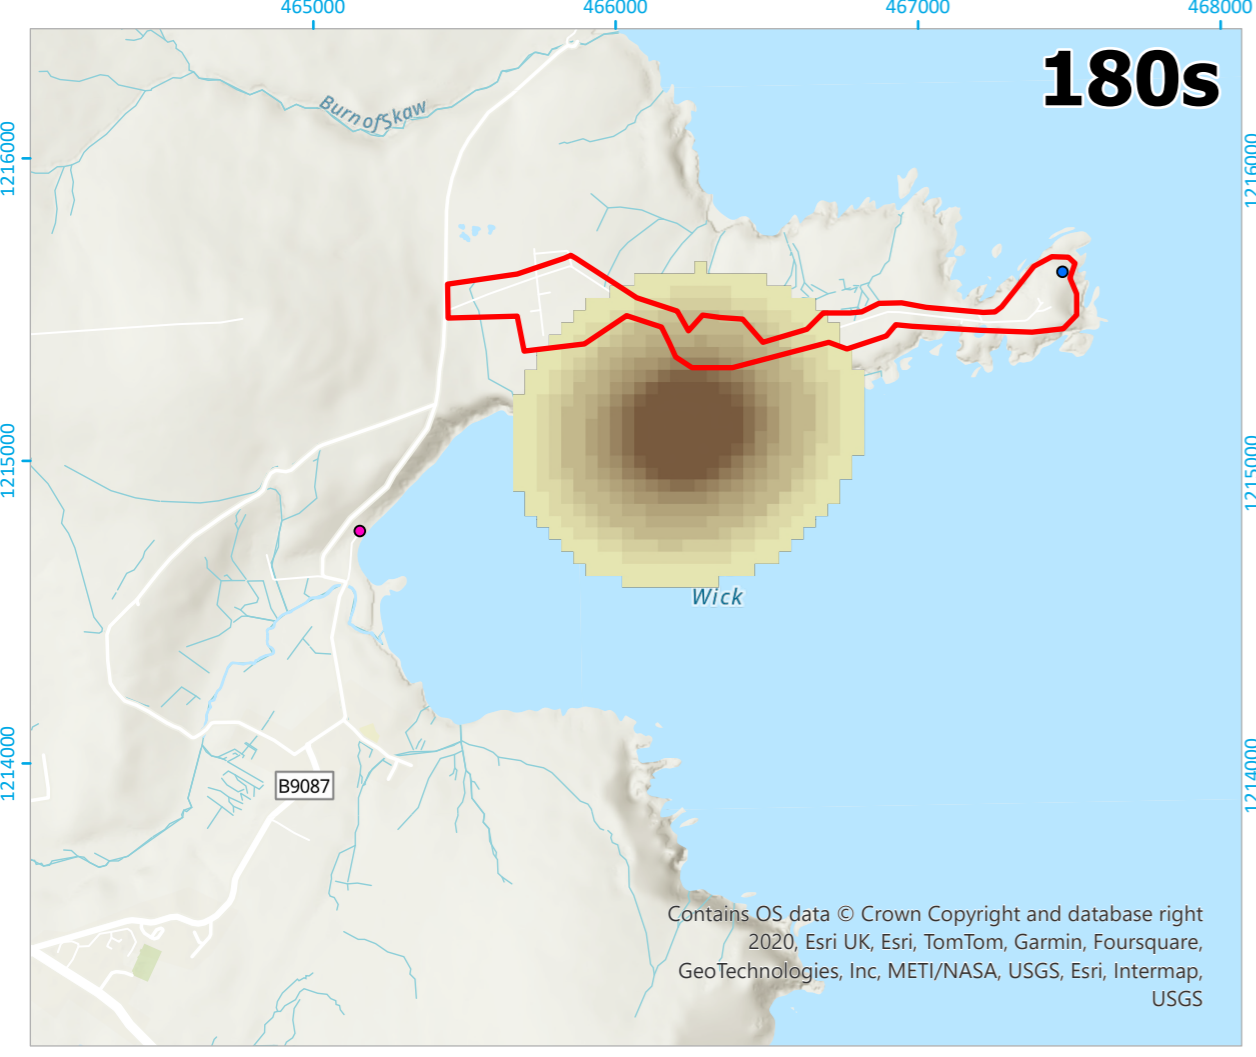 465000 466000 467000 468000
180s
Burn of Skaw
1216000 1216000
1215000 1215000
Wick
1214000 1214000
B9087
Contains OS data © Crown Copyright and database right
2020, Esri UK, Esri, TomTom, Garmin, Foursquare,
GeoTechnologies, Inc, METI/NASA, USGS, Esri, Intermap,
USGS